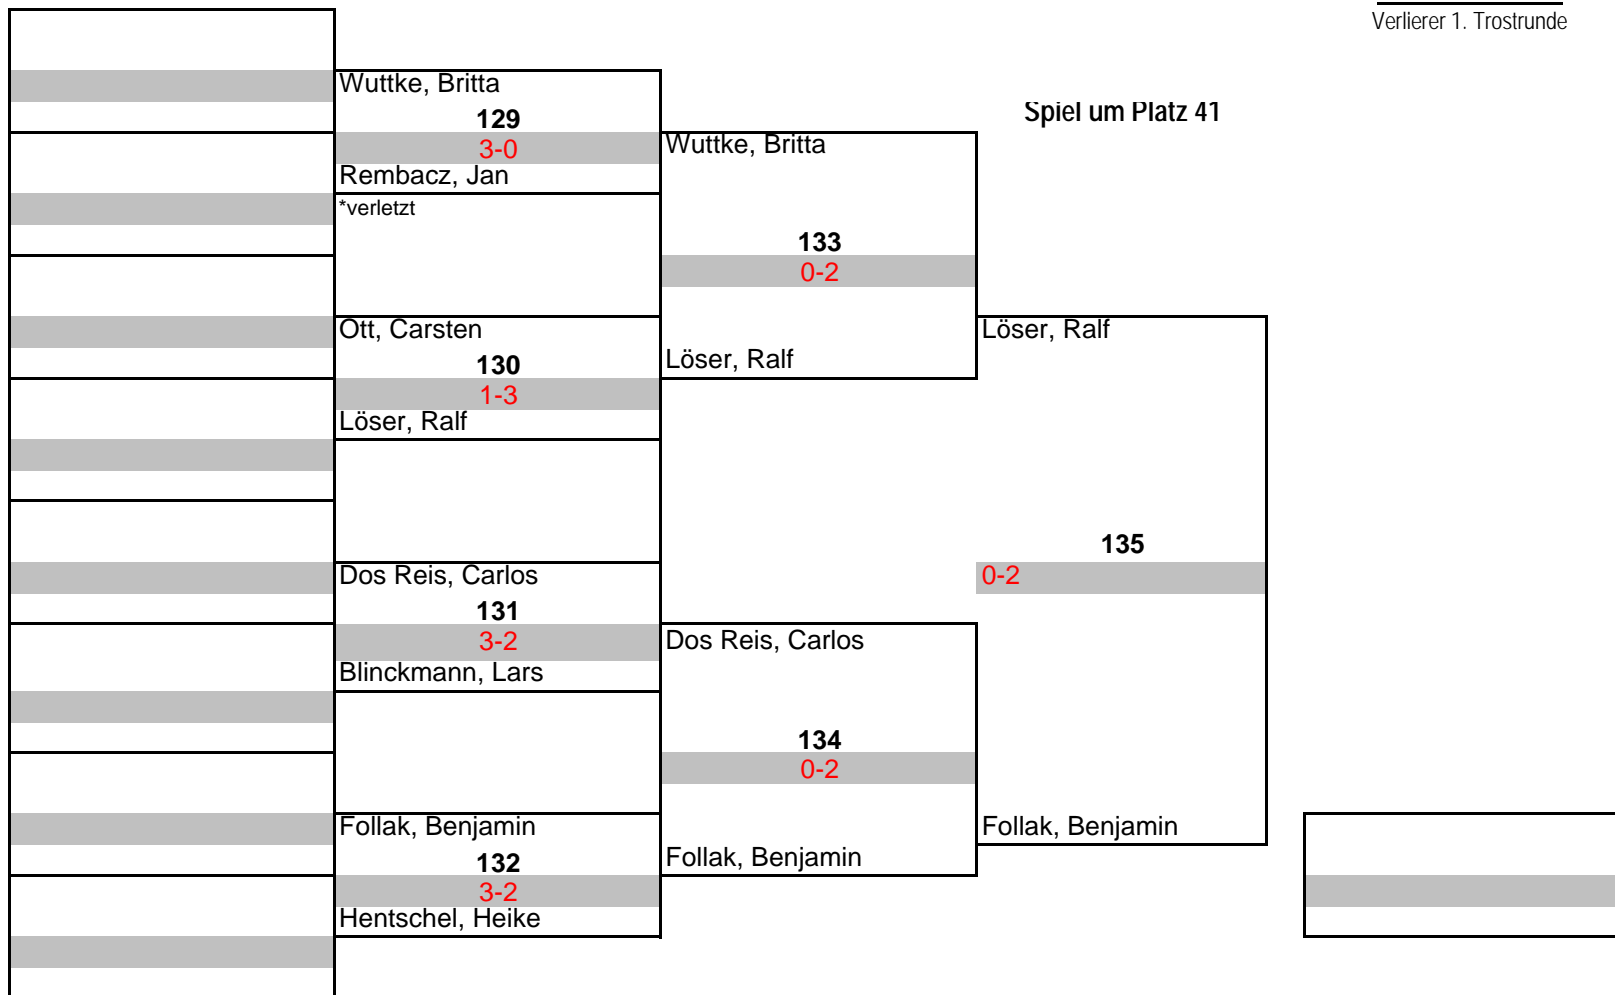 Verlierer 1. Trostrunde
Wuttke, Britta
129
3-0
Rembacz, Jan
*verletzt
Spiel um Platz 41
Wuttke, Britta
133
0-2
Löser, Ralf
Ott, Carsten
130
1-3
Löser, Ralf
Löser, Ralf
135
0-2
Dos Reis, Carlos
131
3-2
Blinckmann, Lars
Dos Reis, Carlos
134
0-2
Follak, Benjamin
Follak, Benjamin
132
3-2
Hentschel, Heike
Follak, Benjamin